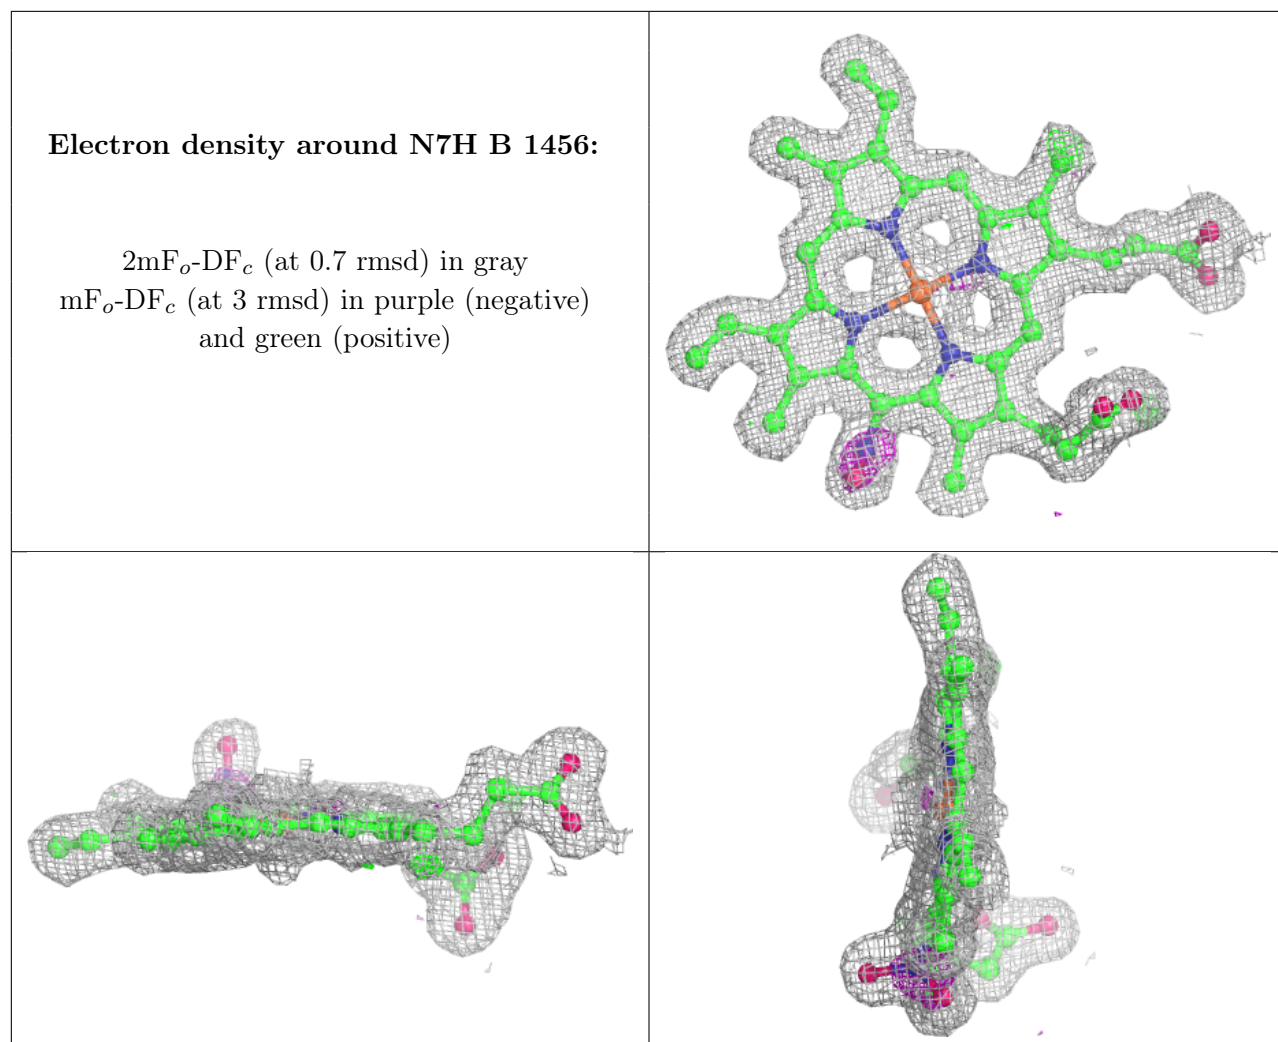 Electron density around N7H B 1456:
2mFo-DFc (at 0.7 rmsd) in gray
mFo-DFc (at 3 rmsd) in purple (negative)
and green (positive)